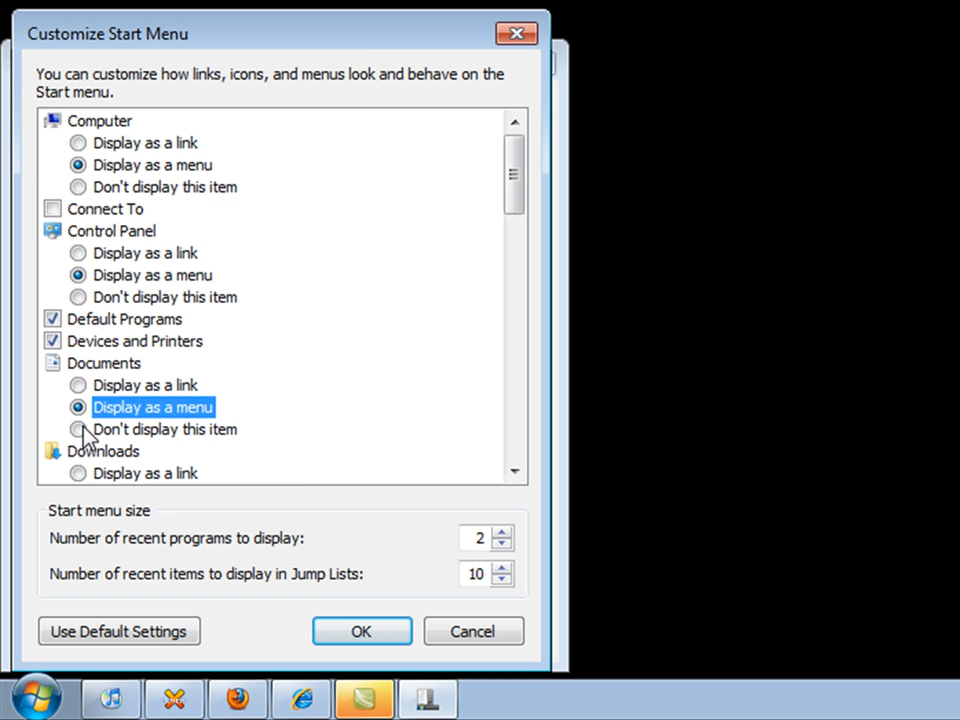 Customize Start Menu
You can customize how links, icons, and menus look and behave on the
Start menu.
Computer
Display as a link
Display as a menu
Don't display this item
Connect To
Control Panel
Display as a link
Display as a menu
Don't display this item
Default Programs
Devices and Printers
Documents
Display as a link
Display as a menu
Don't display this item
Downloads
Display as a link
Start menu size
Number of recent programs to display: 2
Number of recent items to display in Jump Lists: 10
Use Default Settings OK Cancel